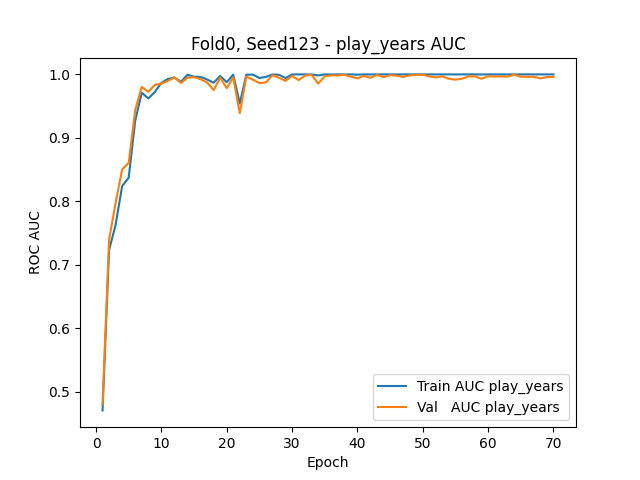 Fold0, Seed123 - play_years AUC
ROC AUC
1.0
0.9
0.8
0.7
0.6
0.5
0 10 20 30 40 50 60 70
Epoch
Train AUC play_years
Val   AUC play_years